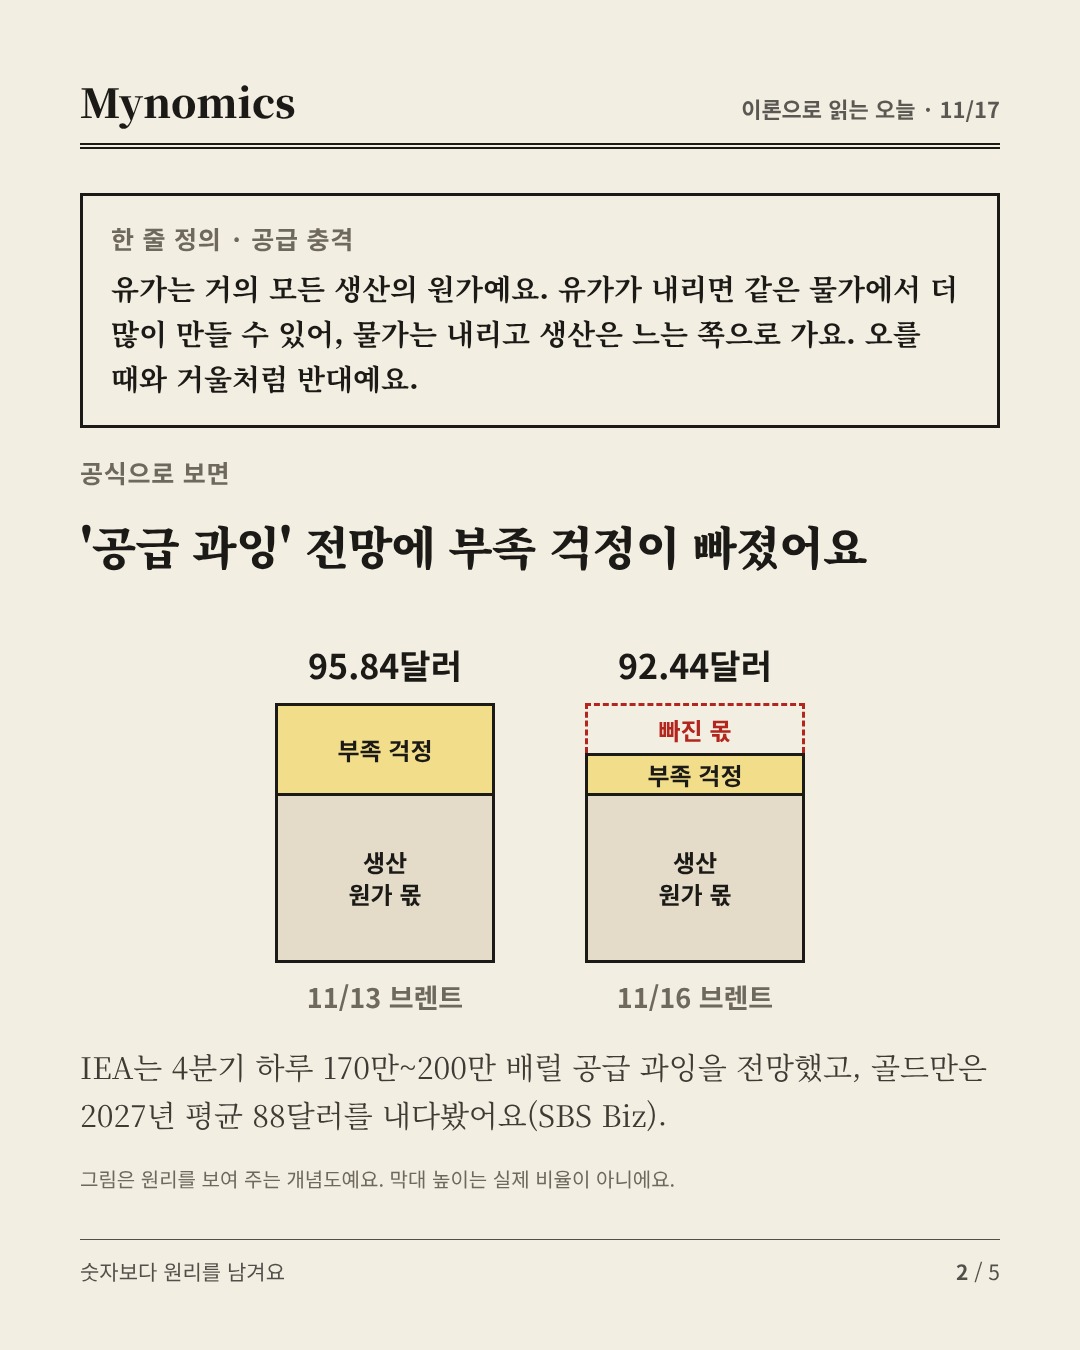 Mynomics
이론으로 읽는 오늘 · 11/17
한 줄 정의 · 공급 충격
유가는 거의 모든 생산의 원가예요. 유가가 내리면 같은 물가에서 더
많이 만들 수 있어, 물가는 내리고 생산은 느는 쪽으로 가요. 오를
때와 거울처럼 반대예요.
공식으로 보면
'공급 과잉' 전망에 부족 걱정이 빠졌어요
95.84달러
부족 걱정
생산
원가 몫
11/13 브렌트
92.44달러
빠진 몫
부족 걱정
생산
원가 몫
11/16 브렌트
IEA는 4분기 하루 170만~200만 배럴 공급 과잉을 전망했고, 골드만은
2027년 평균 88달러를 내다봤어요(SBS Biz).
그림은 원리를 보여 주는 개념도예요. 막대 높이는 실제 비율이 아니에요.
숫자보다 원리를 남겨요
2 / 5